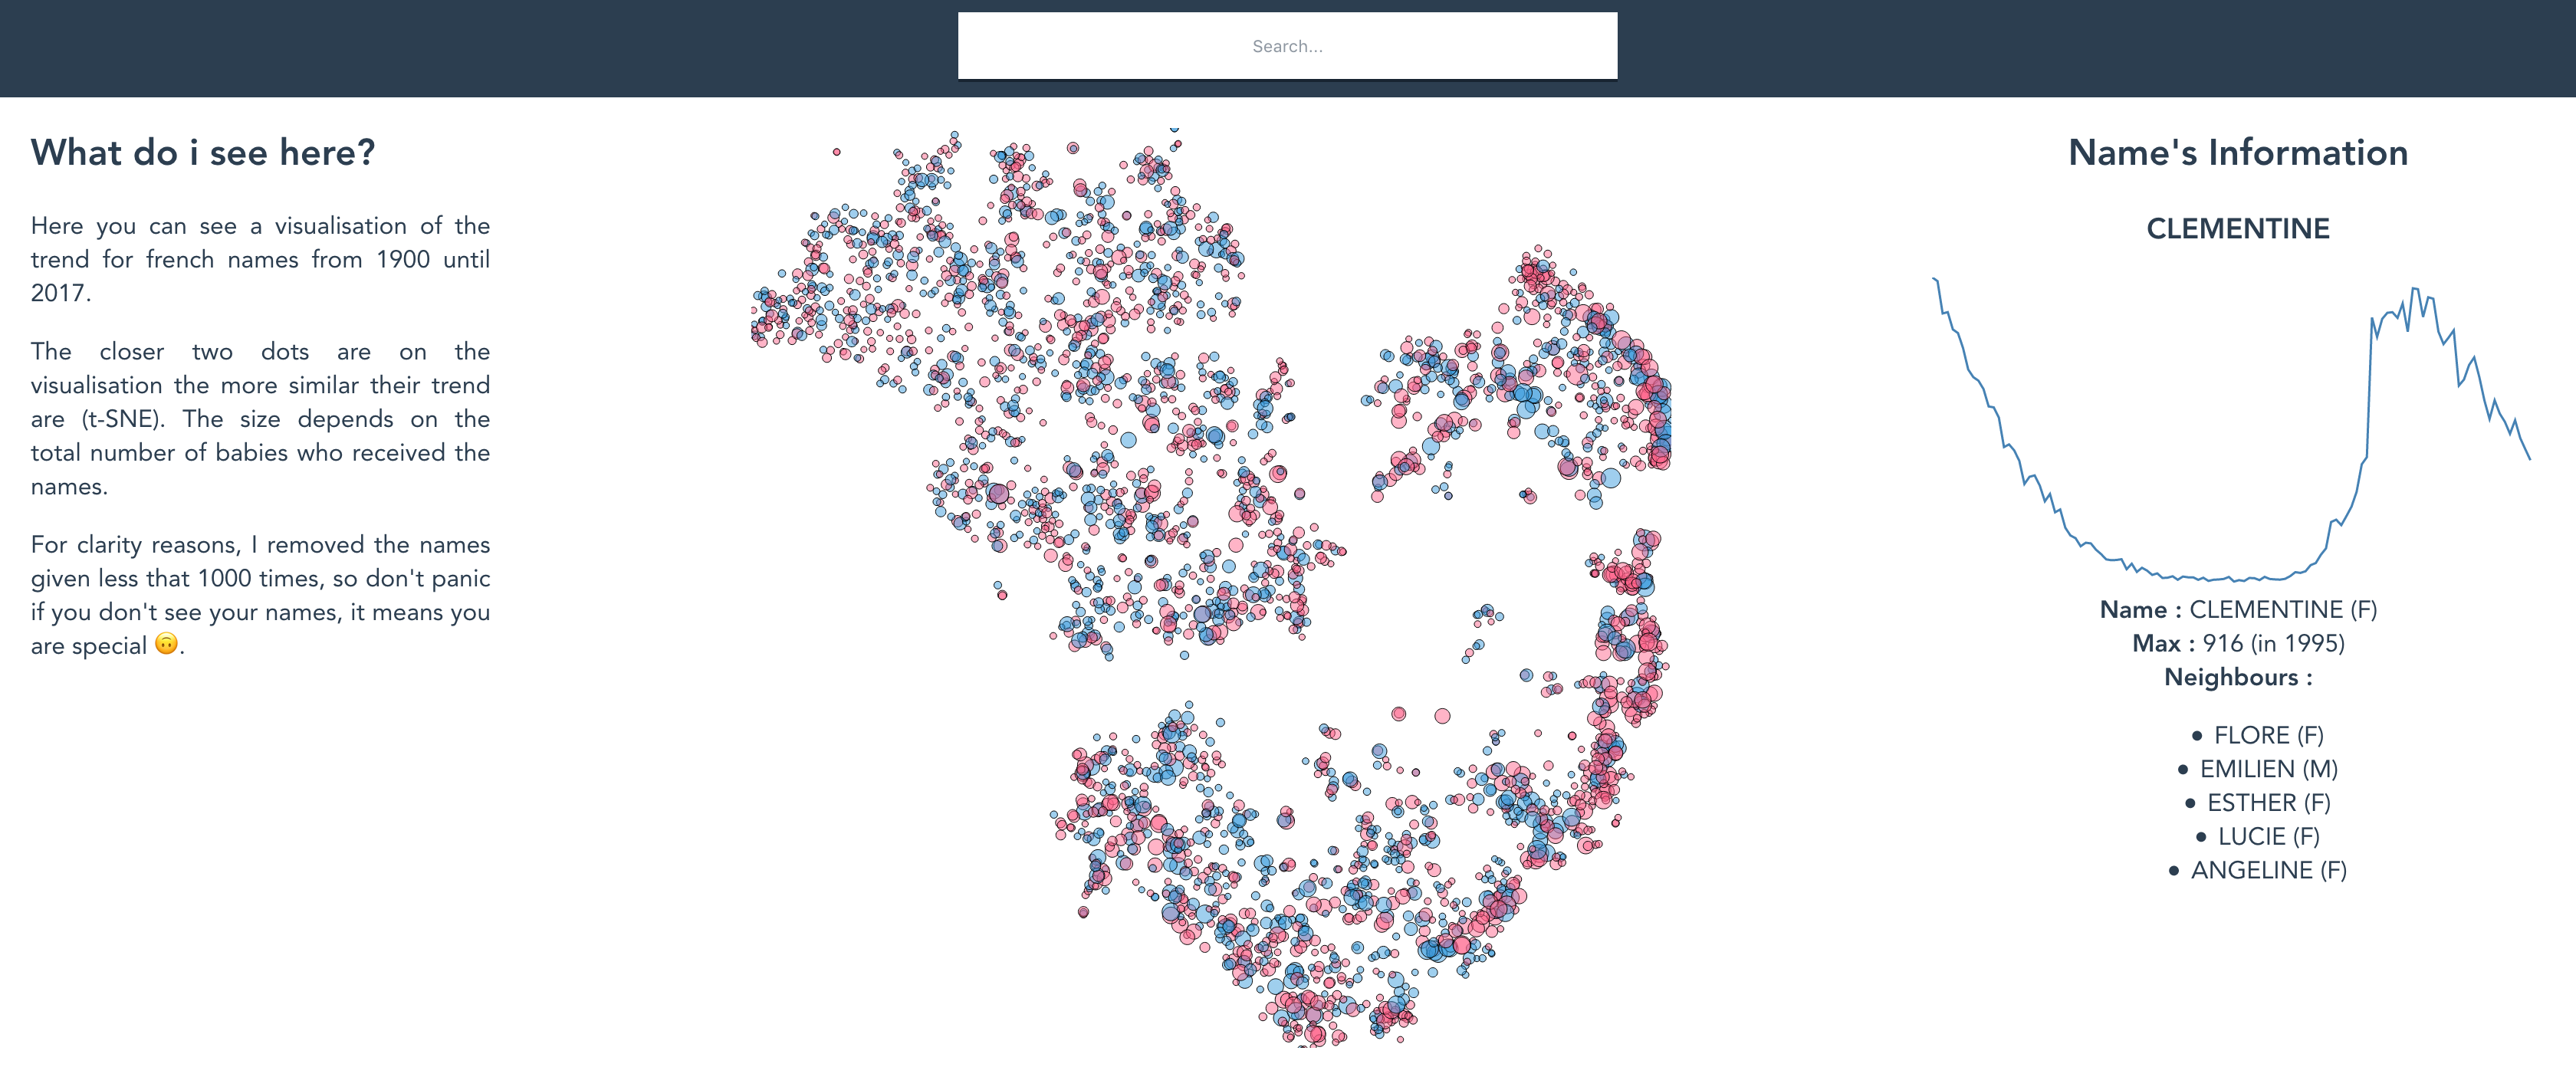 Search...
What do i see here?
Here you can see a visualisation of the
trend for french names from 1900 until
2017.
The closer two dots are on the
visualisation the more similar their trend
are (t-SNE). The size depends on the
total number of babies who received the
names.
For clarity reasons, I removed the names
given less that 1000 times, so don't panic
if you don't see your names, it means you
are special 🙃.
Name's Information
CLEMENTINE
Name : CLEMENTINE (F)
Max : 916 (in 1995)
Neighbours :
• FLORE (F)
• EMILIEN (M)
• ESTHER (F)
• LUCIE (F)
• ANGELINE (F)